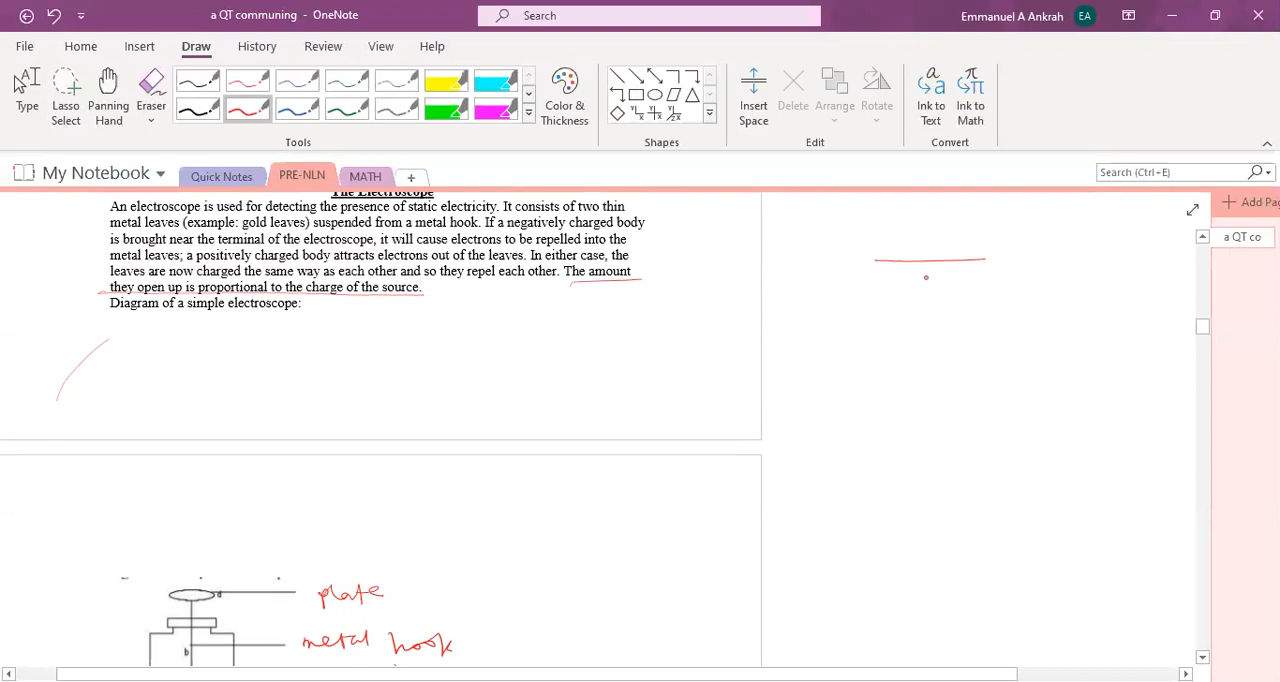 a QT communing - OneNote
Search
Emmanuel A Ankrah
EA
File
Home
Insert
Draw
History
Review
View
Help
Type
Lasso Select
Panning Hand
Eraser
Color & Thickness
Insert Space
Delete
Arrange
Rotate
Ink to Text
Ink to Math
Tools
Shapes
Edit
Convert
My Notebook
Quick Notes
PRE-NLN
MATH
+
Search (Ctrl+E)
Add Pag
a QT co
The Electroscope
An electroscope is used for detecting the presence of static electricity. It consists of two thin
metal leaves (example: gold leaves) suspended from a metal hook. If a negatively charged body
is brought near the terminal of the electroscope, it will cause electrons to be repelled into the
metal leaves; a positively charged body attracts electrons out of the leaves. In either case, the
leaves are now charged the same way as each other and so they repel each other. The amount
they open up is proportional to the charge of the source.
Diagram of a simple electroscope:
plate
metal hook
b